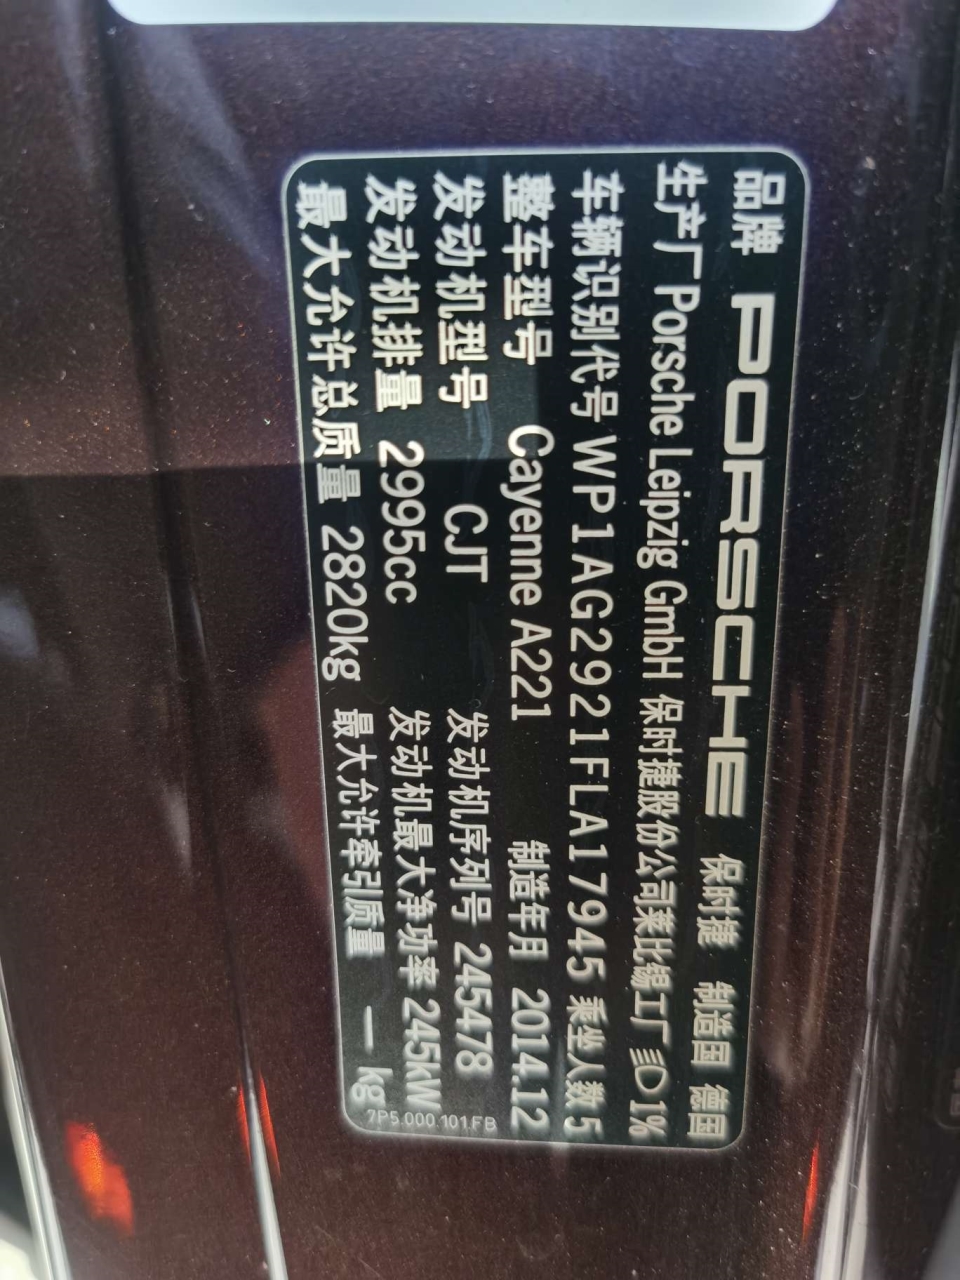 品牌 PORSCHE 保时捷 制造国 德国
生产厂 Porsche Leipzig GmbH 保时捷股份公司莱比锡工厂 1%
车辆识别代号 WP1AG2921FLA17945 乘坐人数 5
整车型号 Cayenne A221 制造年月 2014.12
发动机型号 CJT 发动机序列号 245478
发动机排量 2995cc 发动机最大净功率 245kW
最大允许总质量 2820kg 最大允许牵引质量 — kg
7P5.000.101.FB